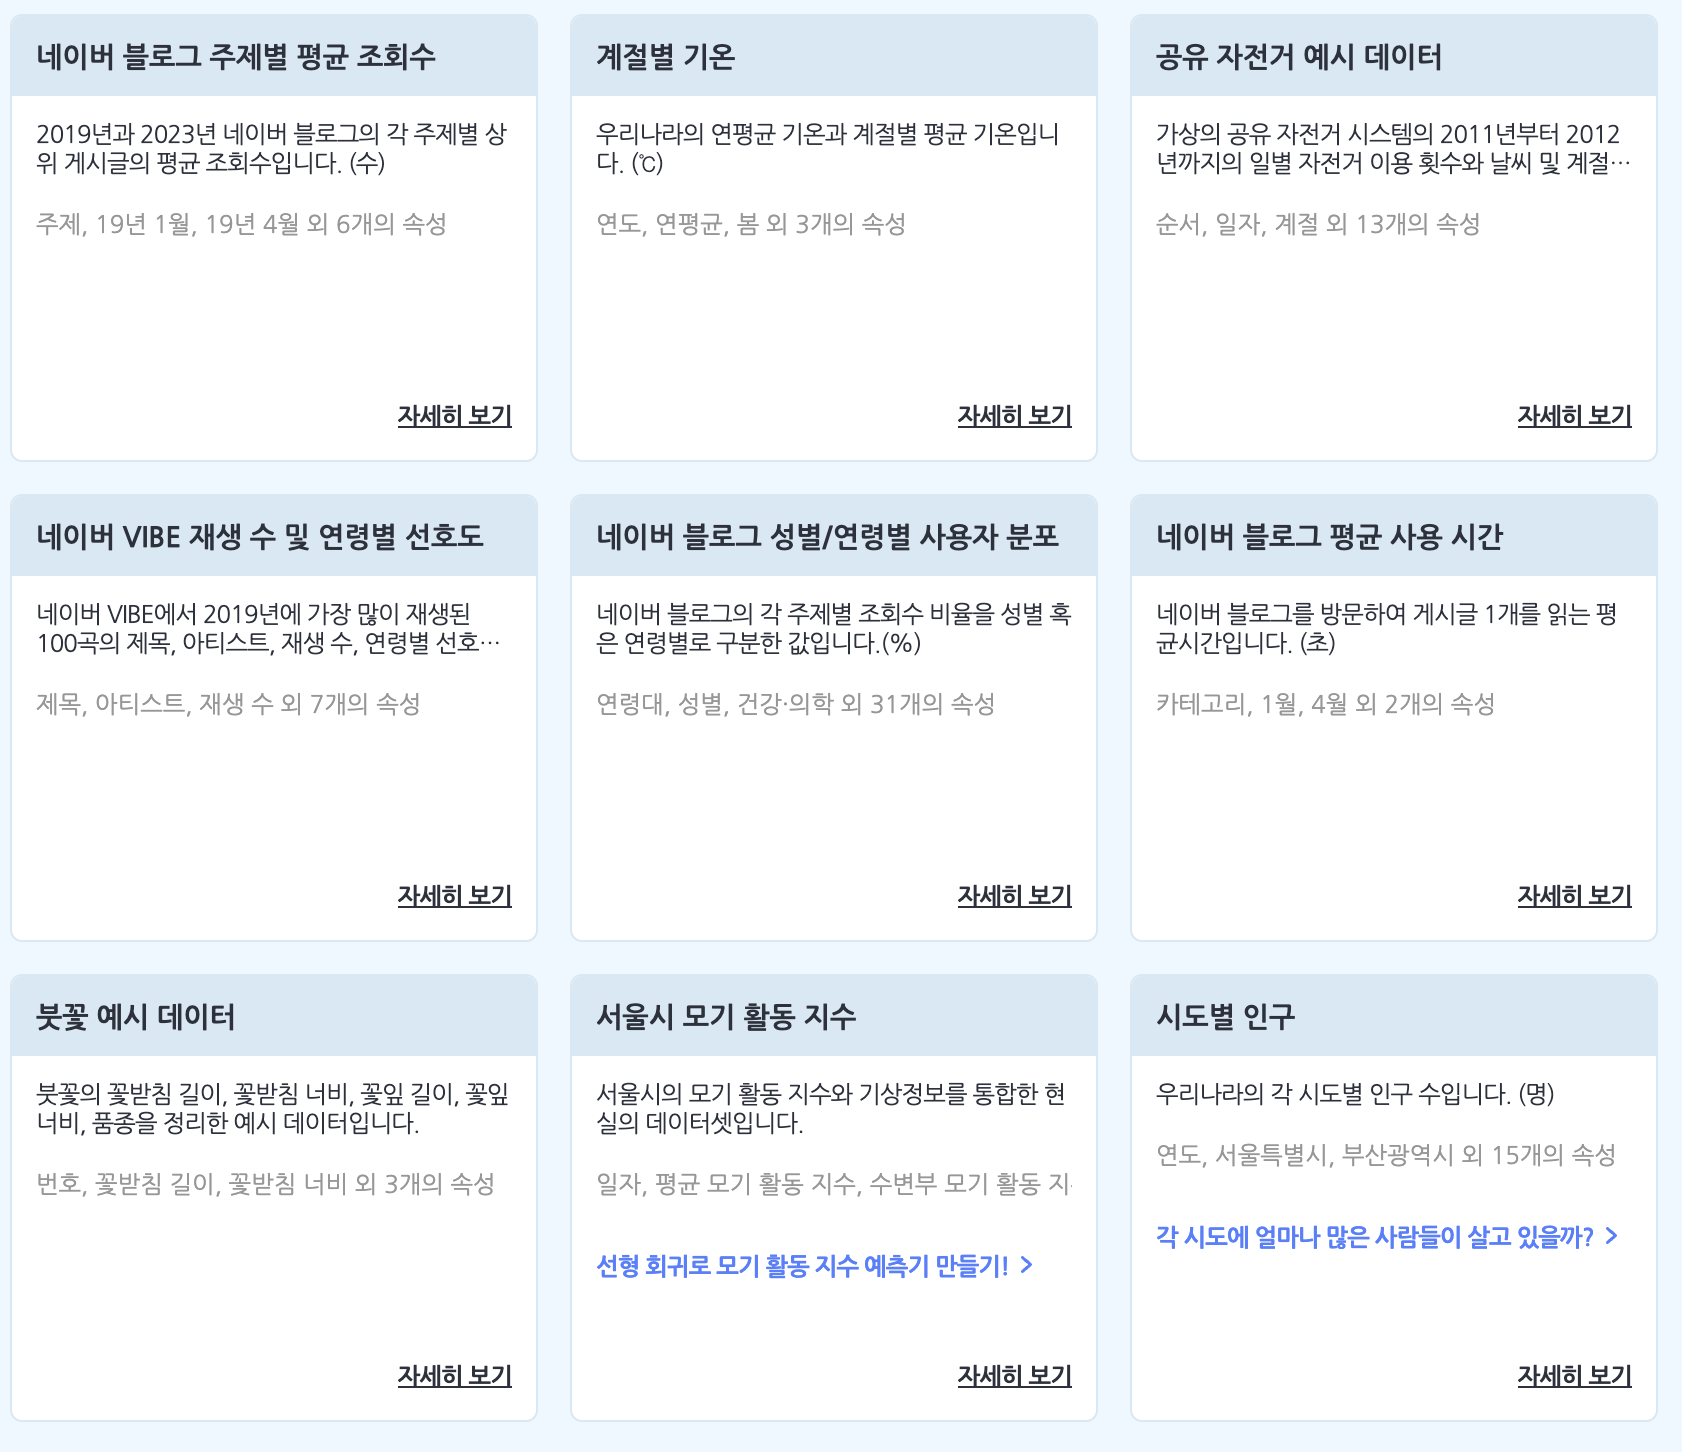 네이버 블로그 주제별 평균 조회수
2019년과 2023년 네이버 블로그의 각 주제별 상
위 게시글의 평균 조회수입니다. (수)
주제, 19년 1월, 19년 4월 외 6개의 속성
자세히 보기
계절별 기온
우리나라의 연평균 기온과 계절별 평균 기온입니
다. (℃)
연도, 연평균, 봄 외 3개의 속성
자세히 보기
공유 자전거 예시 데이터
가상의 공유 자전거 시스템의 2011년부터 2012
년까지의 일별 자전거 이용 횟수와 날씨 및 계절…
순서, 일자, 계절 외 13개의 속성
자세히 보기
네이버 VIBE 재생 수 및 연령별 선호도
네이버 VIBE에서 2019년에 가장 많이 재생된
100곡의 제목, 아티스트, 재생 수, 연령별 선호…
제목, 아티스트, 재생 수 외 7개의 속성
자세히 보기
네이버 블로그 성별/연령별 사용자 분포
네이버 블로그의 각 주제별 조회수 비율을 성별 혹
은 연령별로 구분한 값입니다.(%)
연령대, 성별, 건강·의학 외 31개의 속성
자세히 보기
네이버 블로그 평균 사용 시간
네이버 블로그를 방문하여 게시글 1개를 읽는 평
균시간입니다. (초)
카테고리, 1월, 4월 외 2개의 속성
자세히 보기
붓꽃 예시 데이터
붓꽃의 꽃받침 길이, 꽃받침 너비, 꽃잎 길이, 꽃잎
너비, 품종을 정리한 예시 데이터입니다.
번호, 꽃받침 길이, 꽃받침 너비 외 3개의 속성
자세히 보기
서울시 모기 활동 지수
서울시의 모기 활동 지수와 기상정보를 통합한 현
실의 데이터셋입니다.
일자, 평균 모기 활동 지수, 수변부 모기 활동 지
선형 회귀로 모기 활동 지수 예측기 만들기! >
자세히 보기
시도별 인구
우리나라의 각 시도별 인구 수입니다. (명)
연도, 서울특별시, 부산광역시 외 15개의 속성
각 시도에 얼마나 많은 사람들이 살고 있을까? >
자세히 보기